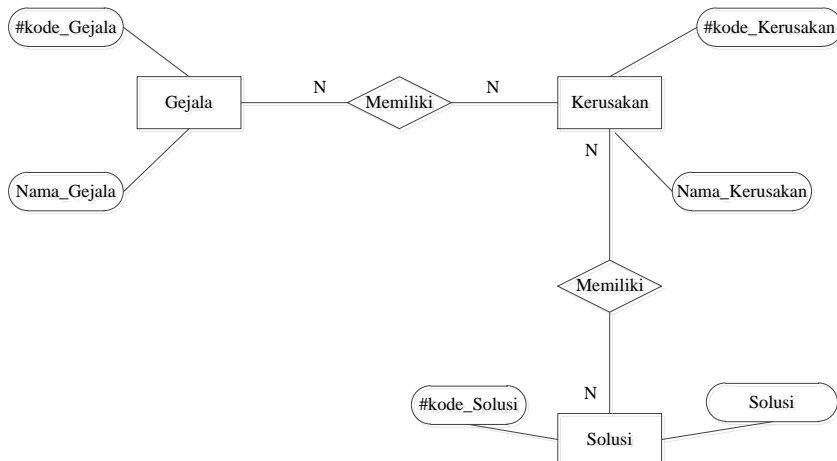 #kode_Gejala
#kode_Kerusakan
Gejala
N
Memiliki
N
Kerusakan
N
Nama_Gejala
Nama_Kerusakan
Memiliki
N
#kode_Solusi
Solusi
Solusi